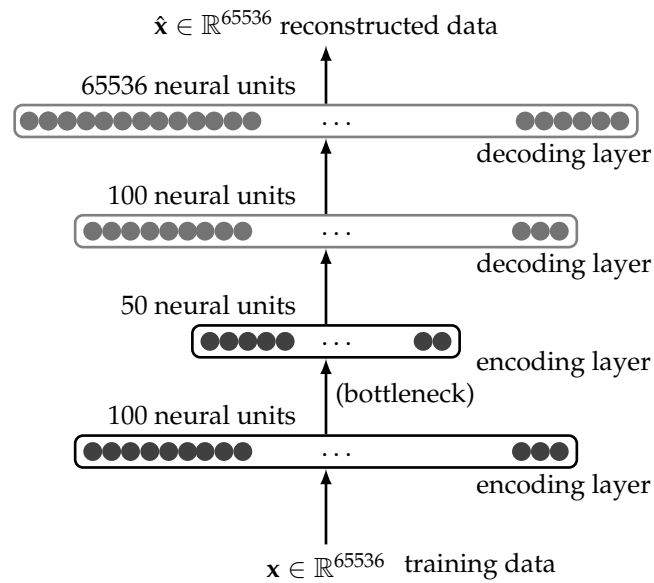 x̂ ∈ ℝ^65536 reconstructed data
65536 neural units
...
decoding layer
100 neural units
...
decoding layer
50 neural units
...
encoding layer
(bottleneck)
100 neural units
...
encoding layer
x ∈ ℝ^65536 training data